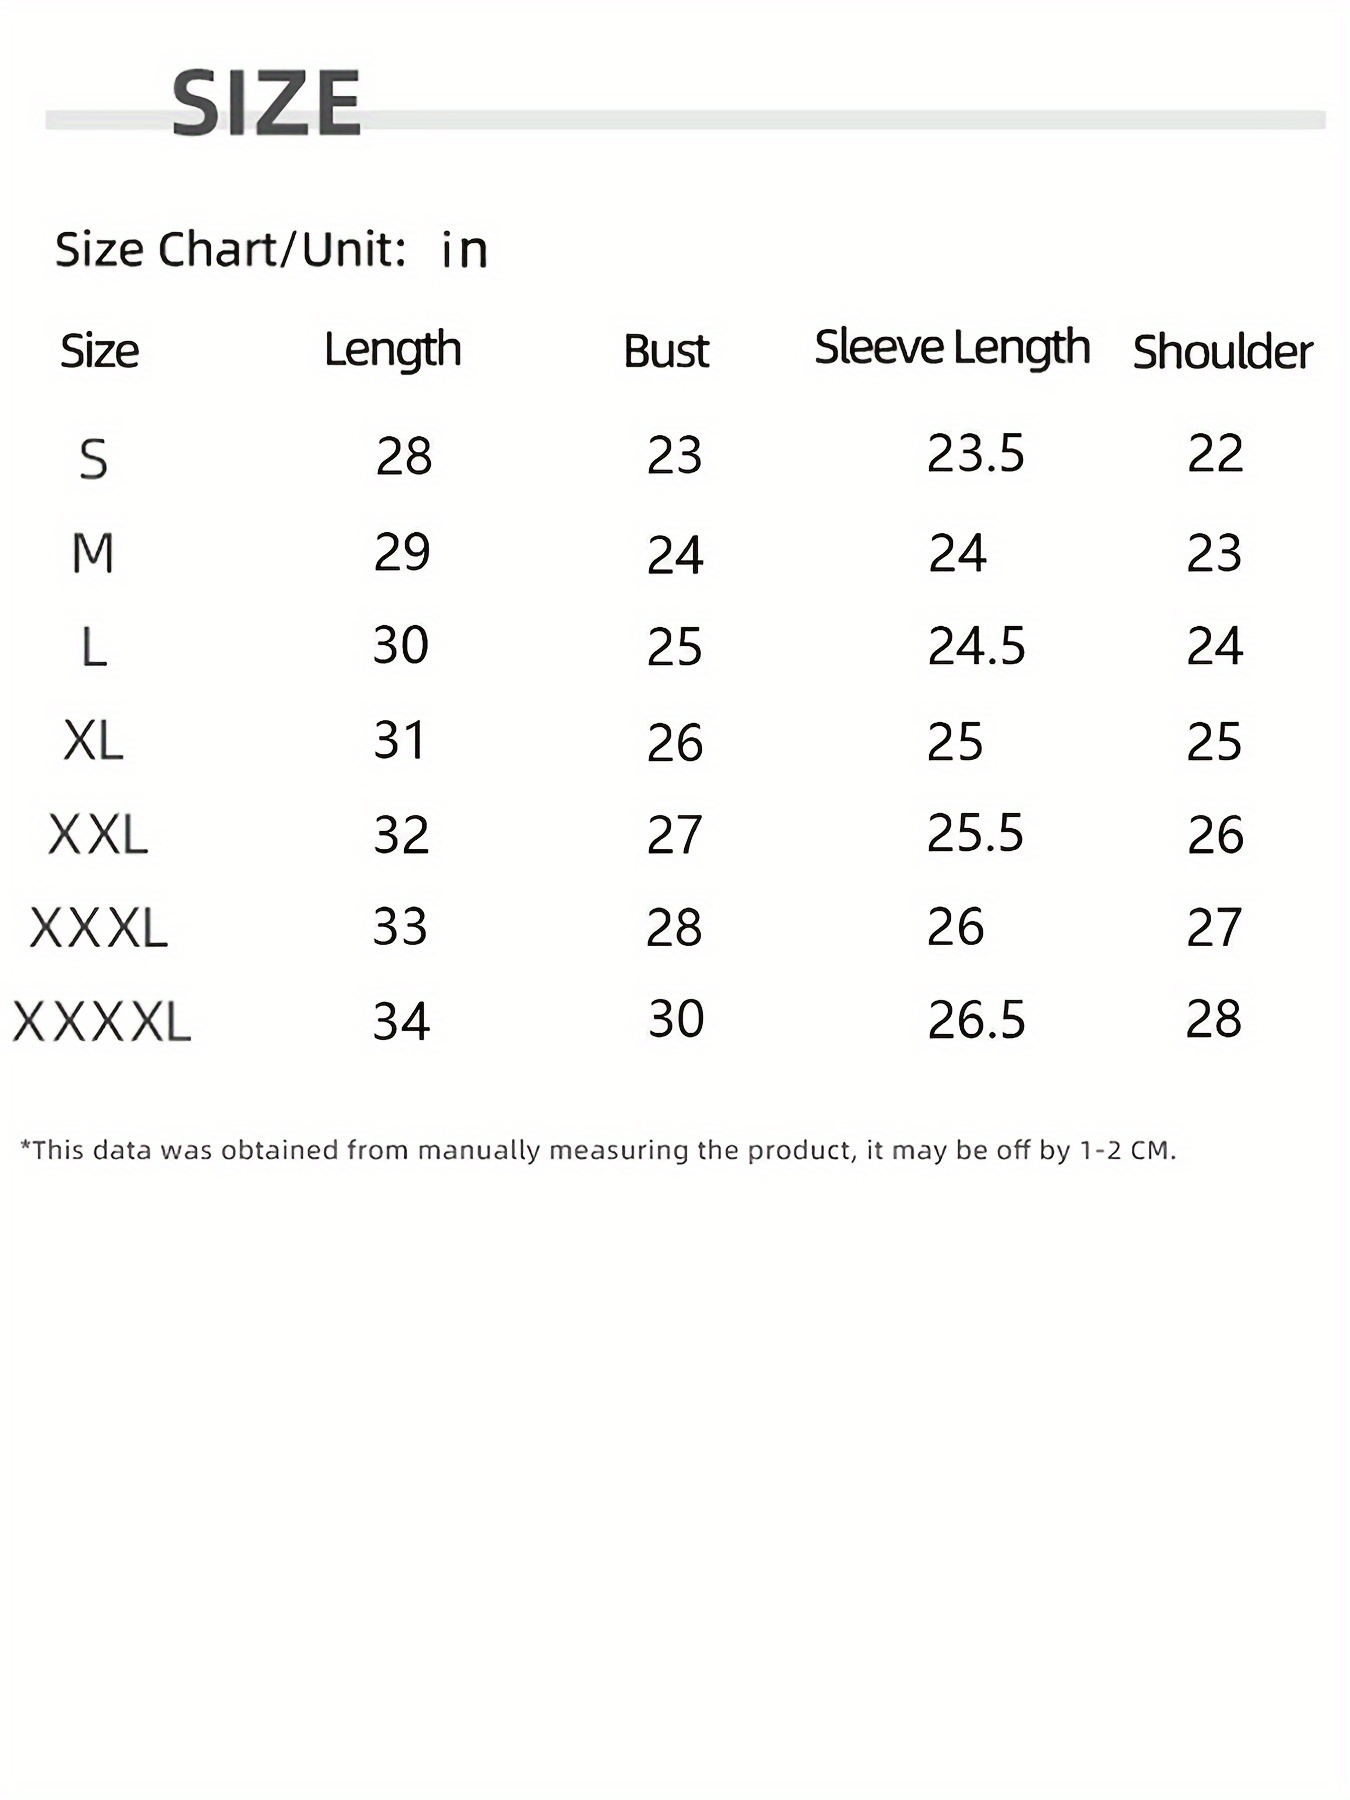 SIZE
Size Chart/Unit: in
Size Length Bust Sleeve Length Shoulder
S 28 23 23.5 22
M 29 24 24 23
L 30 25 24.5 24
XL 31 26 25 25
XXL 32 27 25.5 26
XXXL 33 28 26 27
XXXXL 34 30 26.5 28
*This data was obtained from manually measuring the product, it may be off by 1-2 CM.